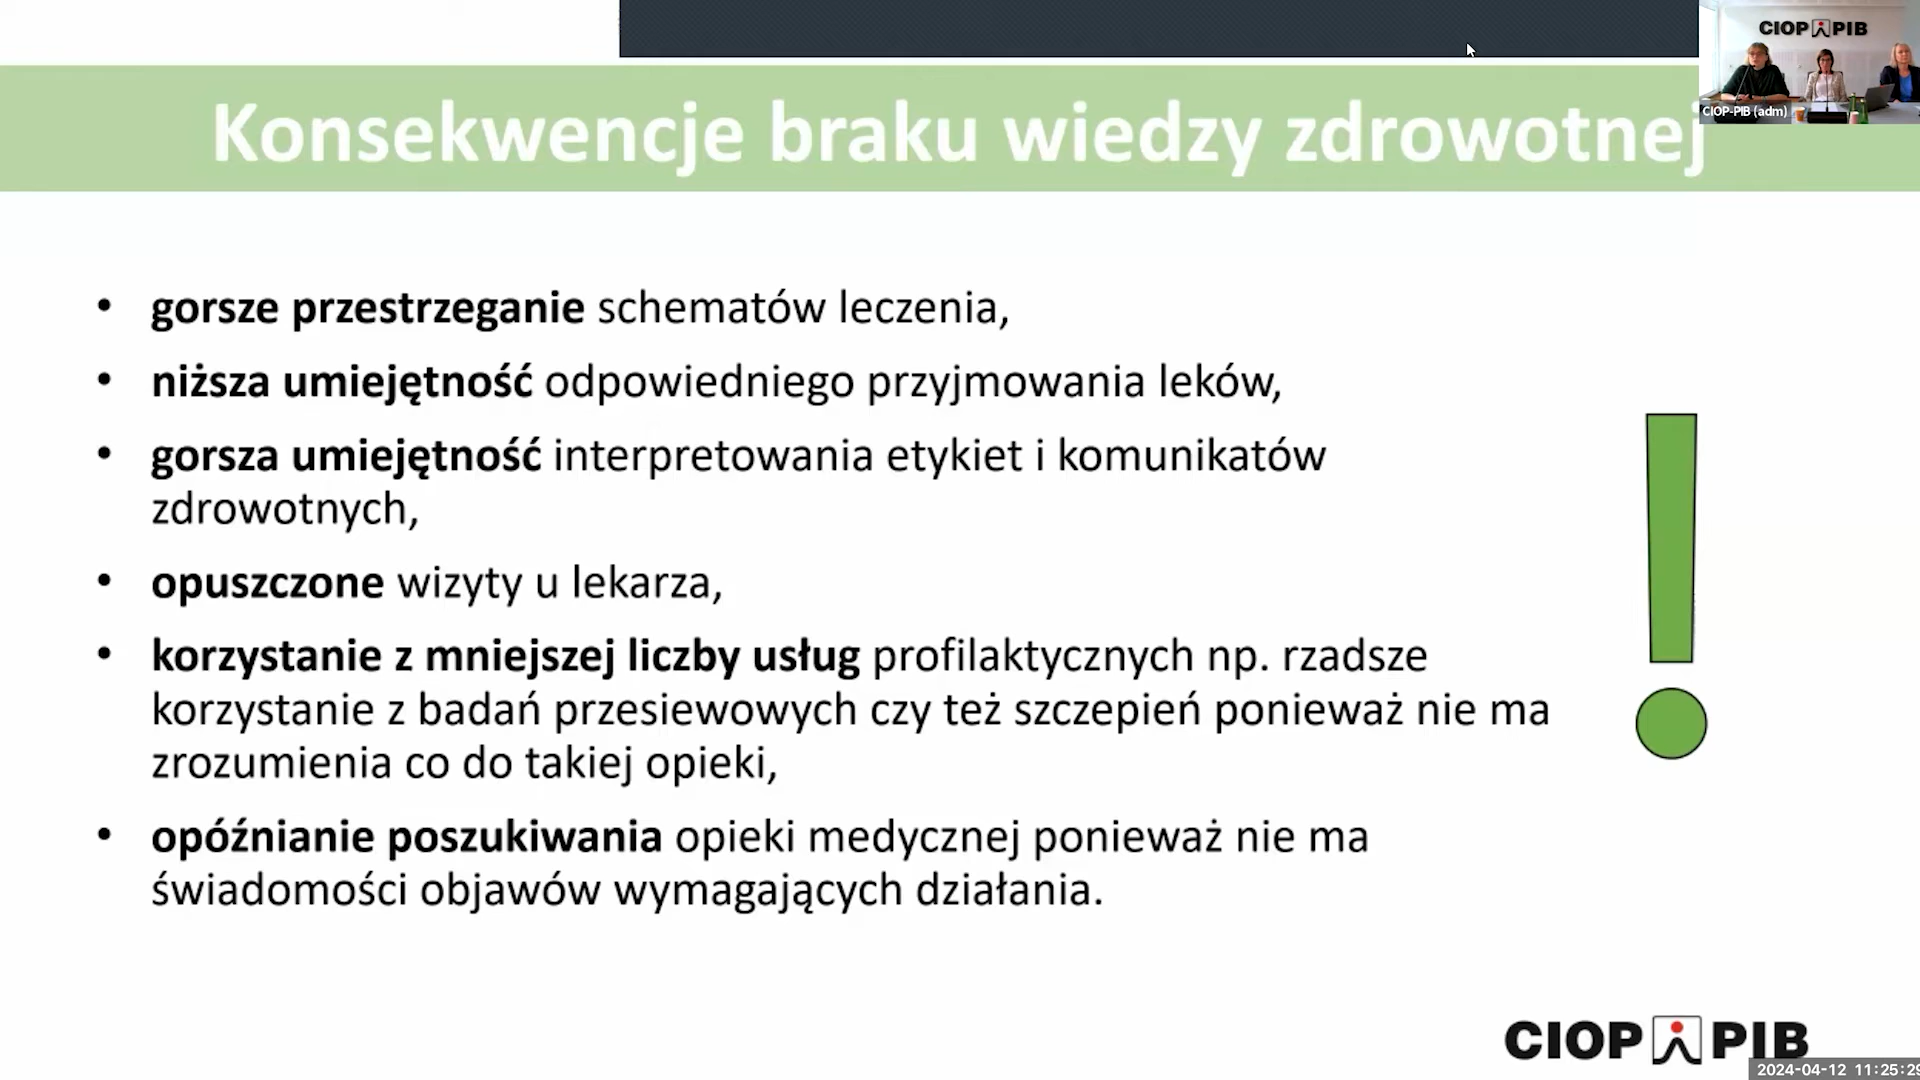 CIOP PIB
CIOP-PIB (adm)
Konsekwencje braku wiedzy zdrowotnej
• gorsze przestrzeganie schematów leczenia,
• niższa umiejętność odpowiedniego przyjmowania leków,
• gorsza umiejętność interpretowania etykiet i komunikatów
zdrowotnych,
• opuszczone wizyty u lekarza,
• korzystanie z mniejszej liczby usług profilaktycznych np. rzadsze
korzystanie z badań przesiewowych czy też szczepień ponieważ nie ma
zrozumienia co do takiej opieki,
• opóźnianie poszukiwania opieki medycznej ponieważ nie ma
świadomości objawów wymagających działania.
CIOP PIB
2024-04-12 11:25:29